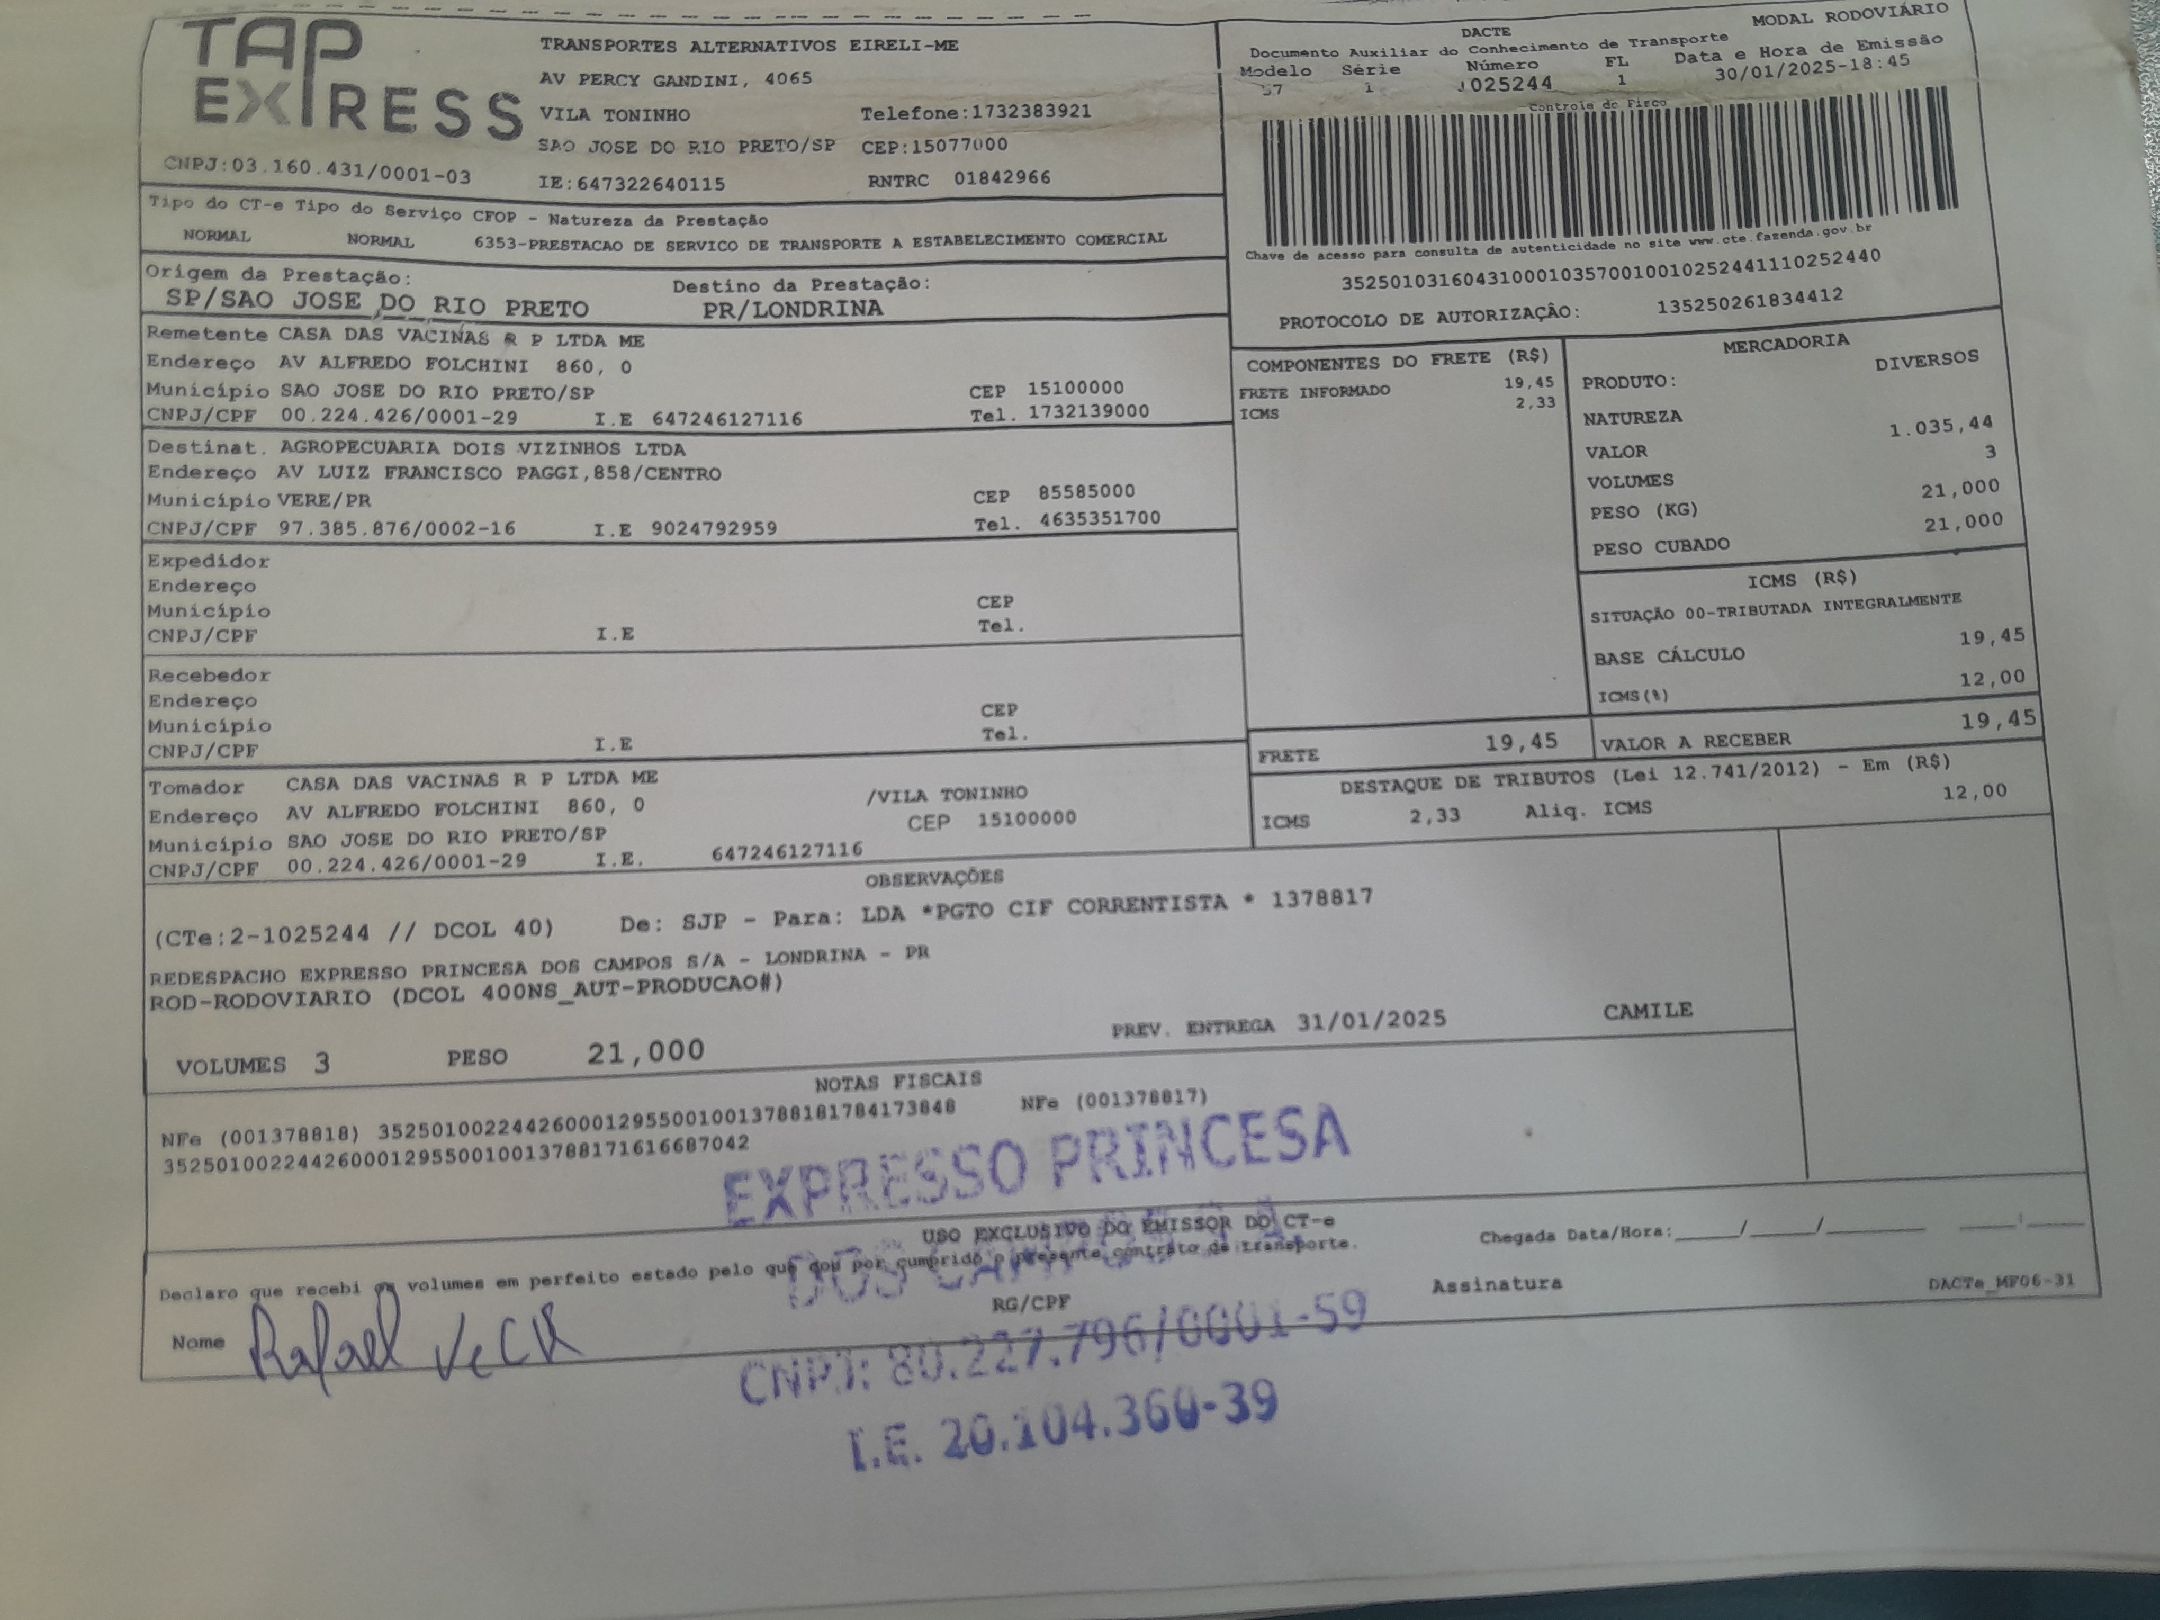 TAP EXPRESS
TRANSPORTES ALTERNATIVOS EIRELI-ME
AV PERCY GANDINI, 4065
VILA TONINHO Telefone:1732383921
SAO JOSE DO RIO PRETO/SP CEP:15077000
CNPJ:03.160.431/0001-03 IE:647322640115 RNTRC 01842966
DACTE MODAL RODOVIÁRIO
Documento Auxiliar do Conhecimento de Transporte
Modelo Série Número FL Data e Hora de Emissão
57 1 1025244 1 30/01/2025-18:45
Controle do Fisco
Chave de acesso para consulta de autenticidade no site www.cte.fazenda.gov.br
35250103160431000103570010010252441110252440
PROTOCOLO DE AUTORIZAÇÂO: 135250261834412
Tipo do CT-e Tipo do Serviço CFOP - Natureza da Prestação
NORMAL NORMAL 6353-PRESTACAO DE SERVICO DE TRANSPORTE A ESTABELECIMENTO COMERCIAL
Origem da Prestação: Destino da Prestação:
SP/SAO JOSE DO RIO PRETO PR/LONDRINA
Remetente CASA DAS VACINAS R P LTDA ME
Endereço AV ALFREDO FOLCHINI 860, 0
Município SAO JOSE DO RIO PRETO/SP CEP 15100000
CNPJ/CPF 00.224.426/0001-29 I.E 647246127116 Tel. 1732139000
Destinat. AGROPECUARIA DOIS VIZINHOS LTDA
Endereço AV LUIZ FRANCISCO PAGGI,858/CENTRO
Município VERE/PR CEP 85585000
CNPJ/CPF 97.385.876/0002-16 I.E 9024792959 Tel. 4635351700
Expedidor
Endereço
Município CEP
CNPJ/CPF I.E Tel.
Recebedor
Endereço
Município CEP
CNPJ/CPF I.E Tel.
Tomador CASA DAS VACINAS R P LTDA ME
Endereço AV ALFREDO FOLCHINI 860, 0 /VILA TONINHO
Município SAO JOSE DO RIO PRETO/SP CEP 15100000
CNPJ/CPF 00.224.426/0001-29 I.E. 647246127116
COMPONENTES DO FRETE (R$)
FRETE INFORMADO 19,45
ICMS 2,33
MERCADORIA
PRODUTO: DIVERSOS
NATUREZA
VALOR 1.035,44
VOLUMES 3
PESO (KG) 21,000
PESO CUBADO 21,000
ICMS (R$)
SITUAÇÃO 00-TRIBUTADA INTEGRALMENTE
BASE CÁLCULO 19,45
ICMS(%) 12,00
FRETE 19,45 VALOR A RECEBER 19,45
DESTAQUE DE TRIBUTOS (Lei 12.741/2012) - Em (R$)
ICMS 2,33 Aliq. ICMS 12,00
OBSERVAÇÕES
(CTe:2-1025244 // DCOL 40) De: SJP - Para: LDA *PGTO CIF CORRENTISTA * 1378817
REDESPACHO EXPRESSO PRINCESA DOS CAMPOS S/A - LONDRINA - PR
ROD-RODOVIARIO (DCOL 400NS_AUT-PRODUCAO#)
VOLUMES 3 PESO 21,000 PREV. ENTREGA 31/01/2025 CAMILE
NOTAS FISCAIS
NFe (001378818) 35250100224426000129550010013788181784173848 NFe (001378817)
35250100224426000129550010013788171616687042
EXPRESSO PRINCESA
USO EXCLUSIVO DO EMISSOR DO CT-e
Chegada Data/Hora:_____/_____/_______ ____:____
Declaro que recebi os volumes em perfeito estado pelo que dou por cumprido o presente contrato de transporte.
Nome Rafael RG/CPF Assinatura DACTe_MF06-31
CNPJ: 80.227.796/0001-59
I.E. 20.104.360-39